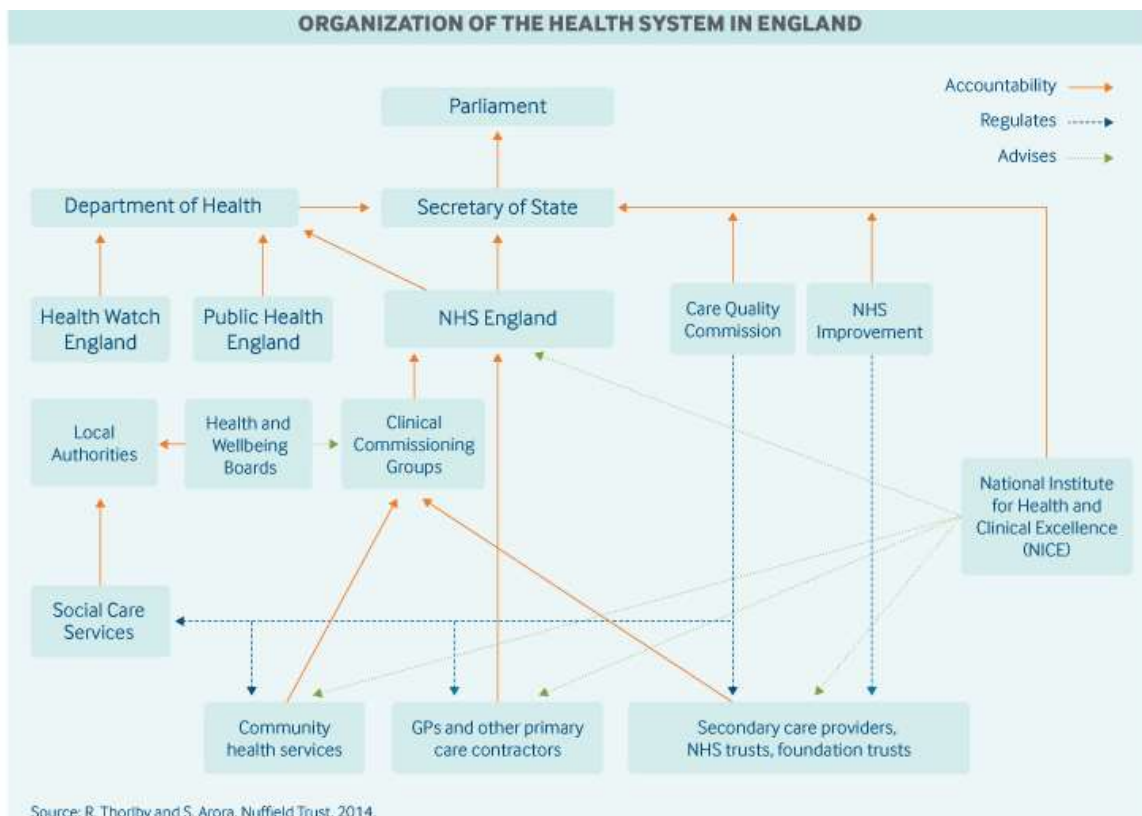 ORGANIZATION OF THE HEALTH SYSTEM IN ENGLAND
Accountability
Regulates
Advises
Parliament
Department of Health
Secretary of State
Health Watch
England
Public Health
England
NHS England
Care Quality
Commission
NHS
Improvement
Local
Authorities
Health and
Wellbeing
Boards
Clinical
Commissioning
Groups
National Institute
for Health and
Clinical Excellence
(NICE)
Social Care
Services
Community
health services
GPs and other primary
care contractors
Secondary care providers,
NHS trusts, foundation trusts
Source: R. Thorlby and S. Arora, Nuffield Trust, 2014.